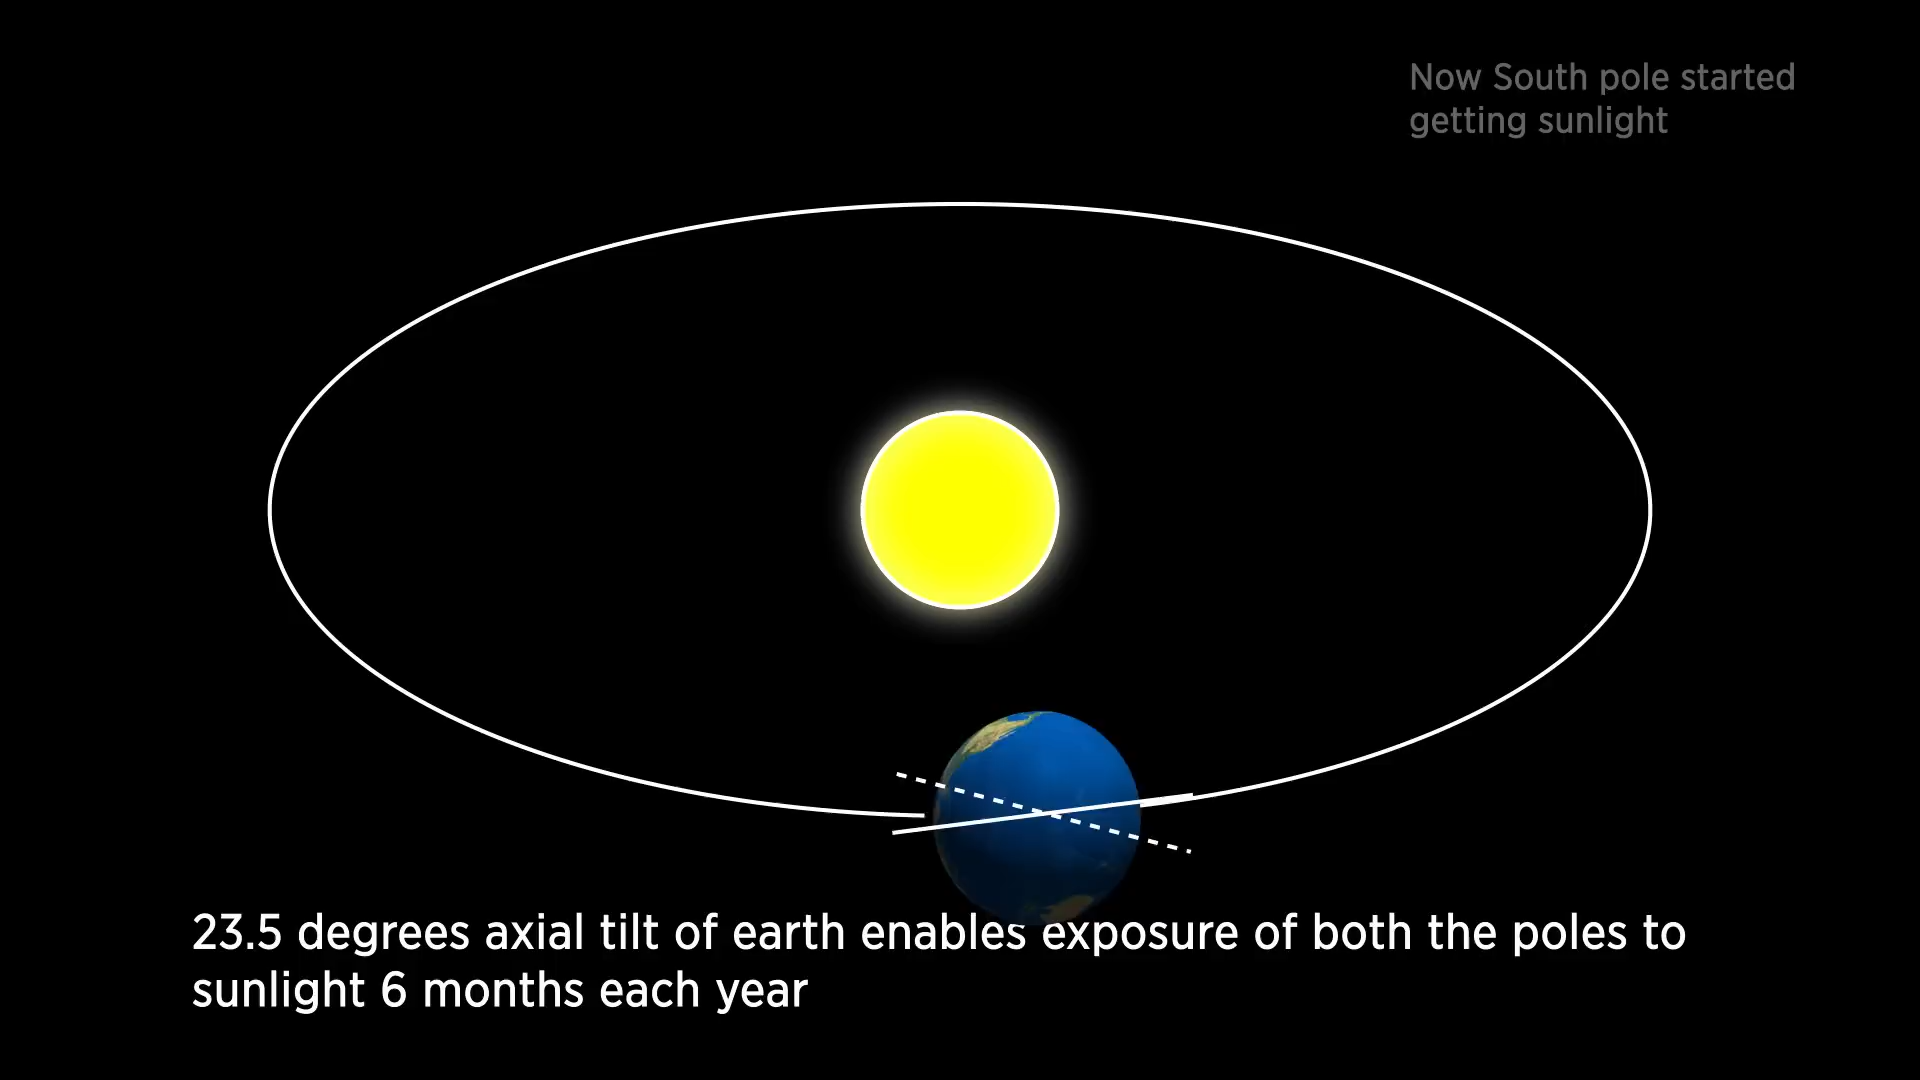 Now South pole started
getting sunlight
23.5 degrees axial tilt of earth enables exposure of both the poles to
sunlight 6 months each year